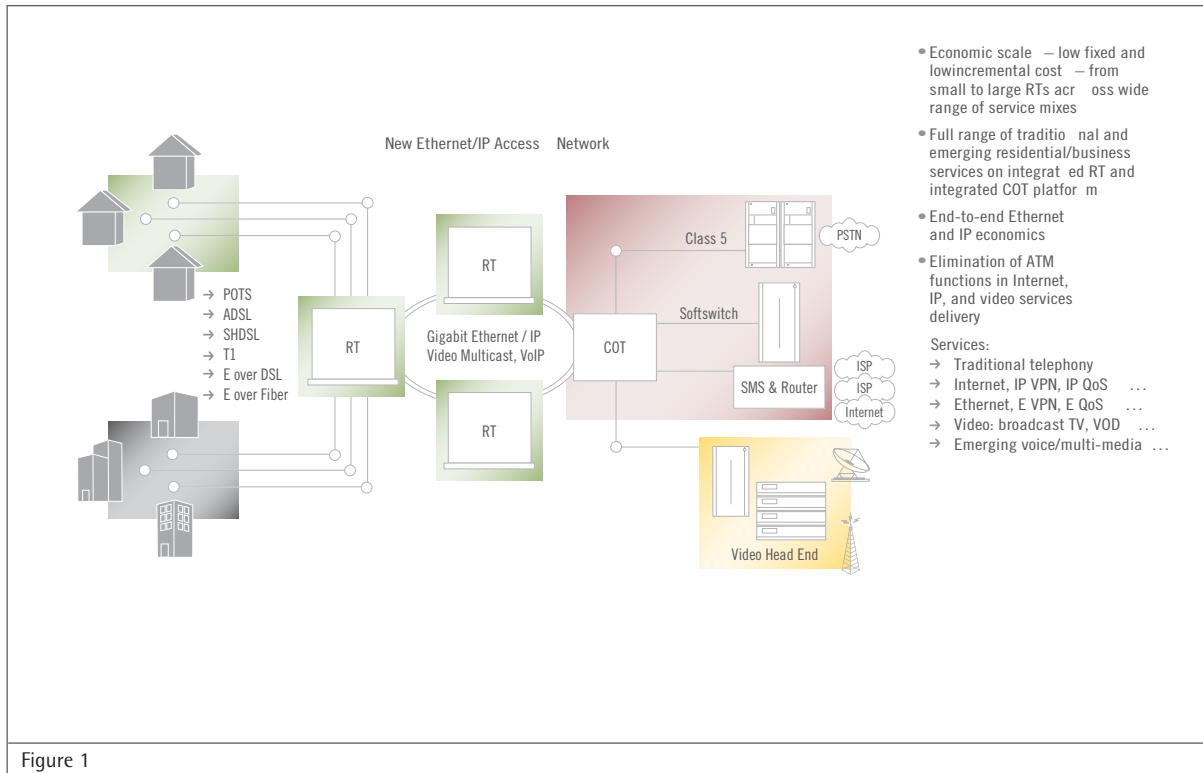 New Ethernet/IP Access Network
→ POTS
→ ADSL
→ SHDSL
→ T1
→ E over DSL
→ E over Fiber
RT
RT
Gigabit Ethernet / IP
Video Multicast, VoIP
RT
COT
Class 5
PSTN
Softswitch
SMS & Router
ISP
ISP
Internet
Video Head End
• Economic scale – low fixed and
lowincremental cost – from
small to large RTs acr oss wide
range of service mixes
• Full range of traditio nal and
emerging residential/business
services on integrat ed RT and
integrated COT platfor m
• End-to-end Ethernet
and IP economics
• Elimination of ATM
functions in Internet,
IP, and video services
delivery
Services:
→ Traditional telephony
→ Internet, IP VPN, IP QoS ...
→ Ethernet, E VPN, E QoS ...
→ Video: broadcast TV, VOD ...
→ Emerging voice/multi-media ...
Figure 1